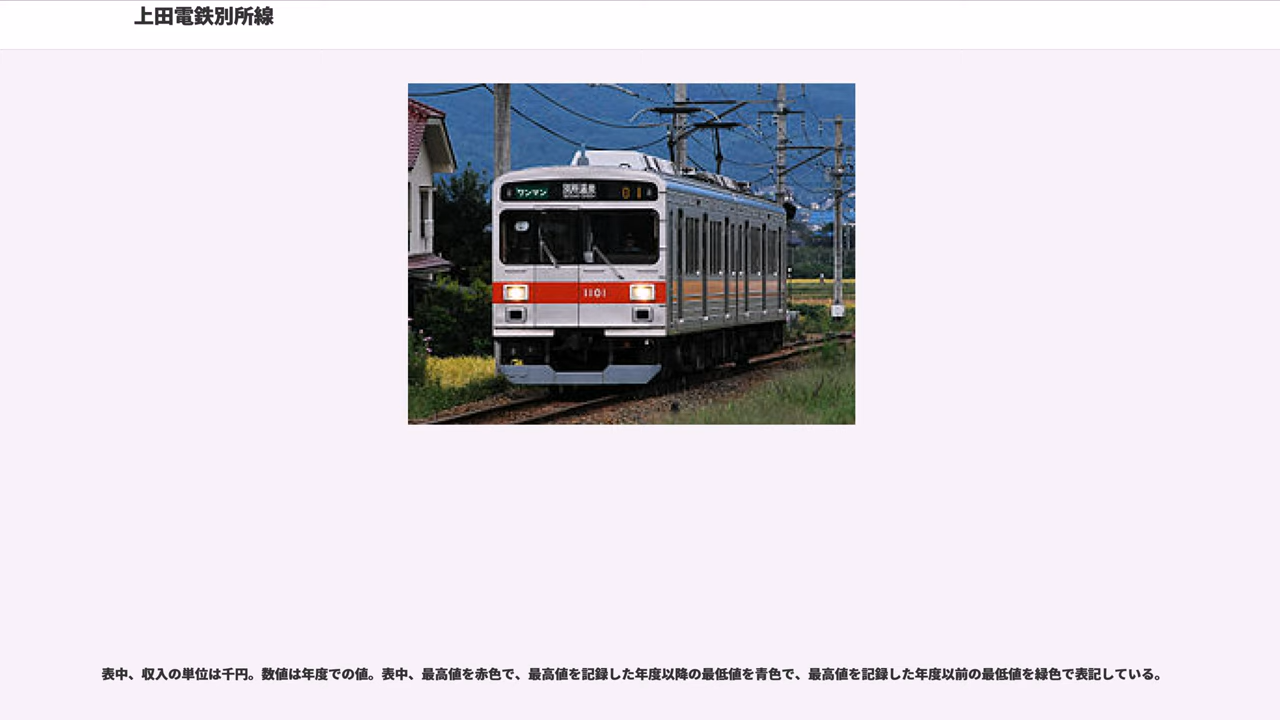 上田電鉄別所線
ワンマン
別所温泉
1101
表中、収入の単位は千円。数値は年度での値。表中、最高値を赤色で、最高値を記録した年度以降の最低値を青色で、最高値を記録した年度以前の最低値を緑色で表記している。